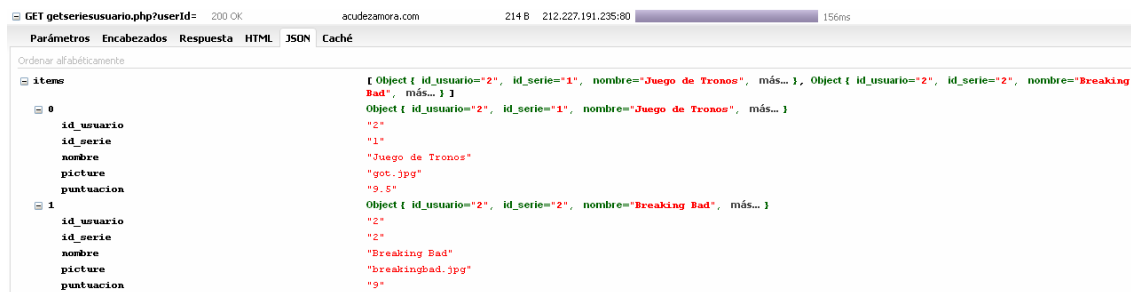 GET getseriesusuario.php?userId= 200 OK acudezamora.com 214 B 212.227.191.235:80 156ms
Parámetros Encabezados Respuesta HTML JSON Caché
Ordenar alfabéticamente
items [ Object { id_usuario="2", id_serie="1", nombre="Juego de Tronos", más... }, Object { id_usuario="2", id_serie="2", nombre="Breaking
Bad", más... } ]
0 Object { id_usuario="2", id_serie="1", nombre="Juego de Tronos", más... }
id_usuario "2"
id_serie "1"
nombre "Juego de Tronos"
picture "got.jpg"
puntuacion "9.5"
1 Object { id_usuario="2", id_serie="2", nombre="Breaking Bad", más... }
id_usuario "2"
id_serie "2"
nombre "Breaking Bad"
picture "breakingbad.jpg"
puntuacion "9"